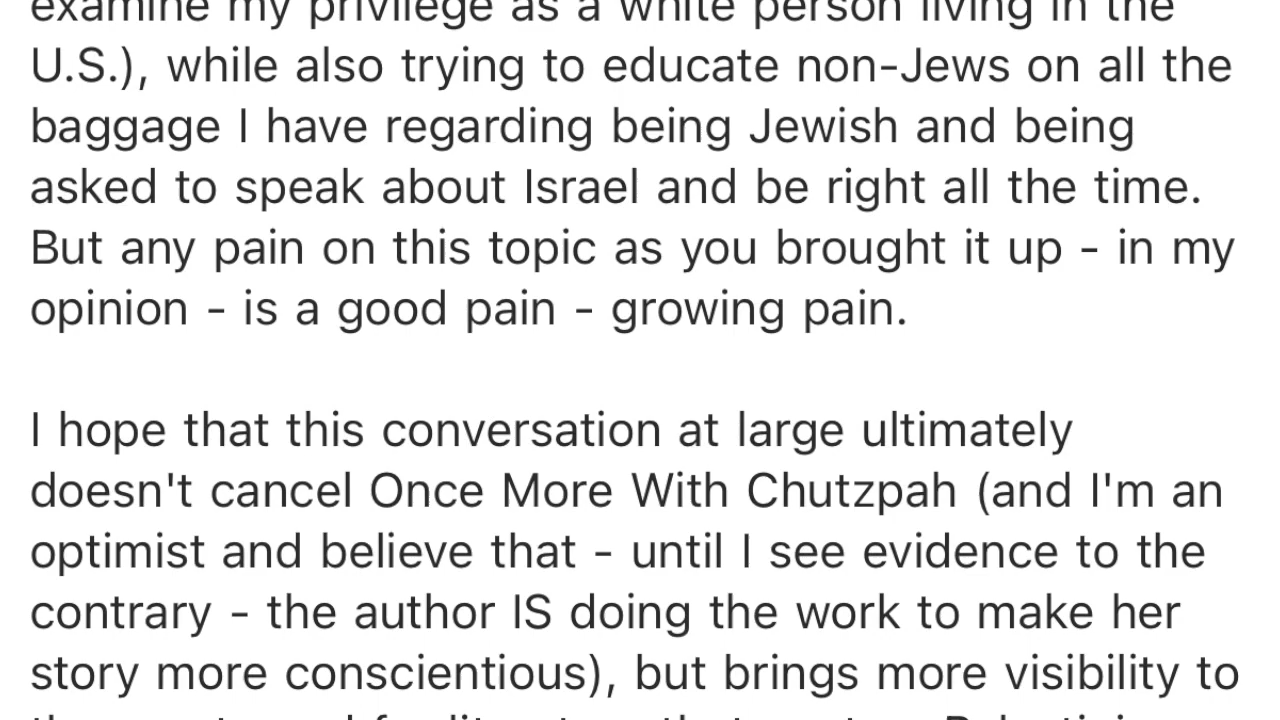 examine my privilege as a white person living in the
U.S.), while also trying to educate non-Jews on all the
baggage I have regarding being Jewish and being
asked to speak about Israel and be right all the time.
But any pain on this topic as you brought it up - in my
opinion - is a good pain - growing pain.
I hope that this conversation at large ultimately
doesn't cancel Once More With Chutzpah (and I'm an
optimist and believe that - until I see evidence to the
contrary - the author IS doing the work to make her
story more conscientious), but brings more visibility to